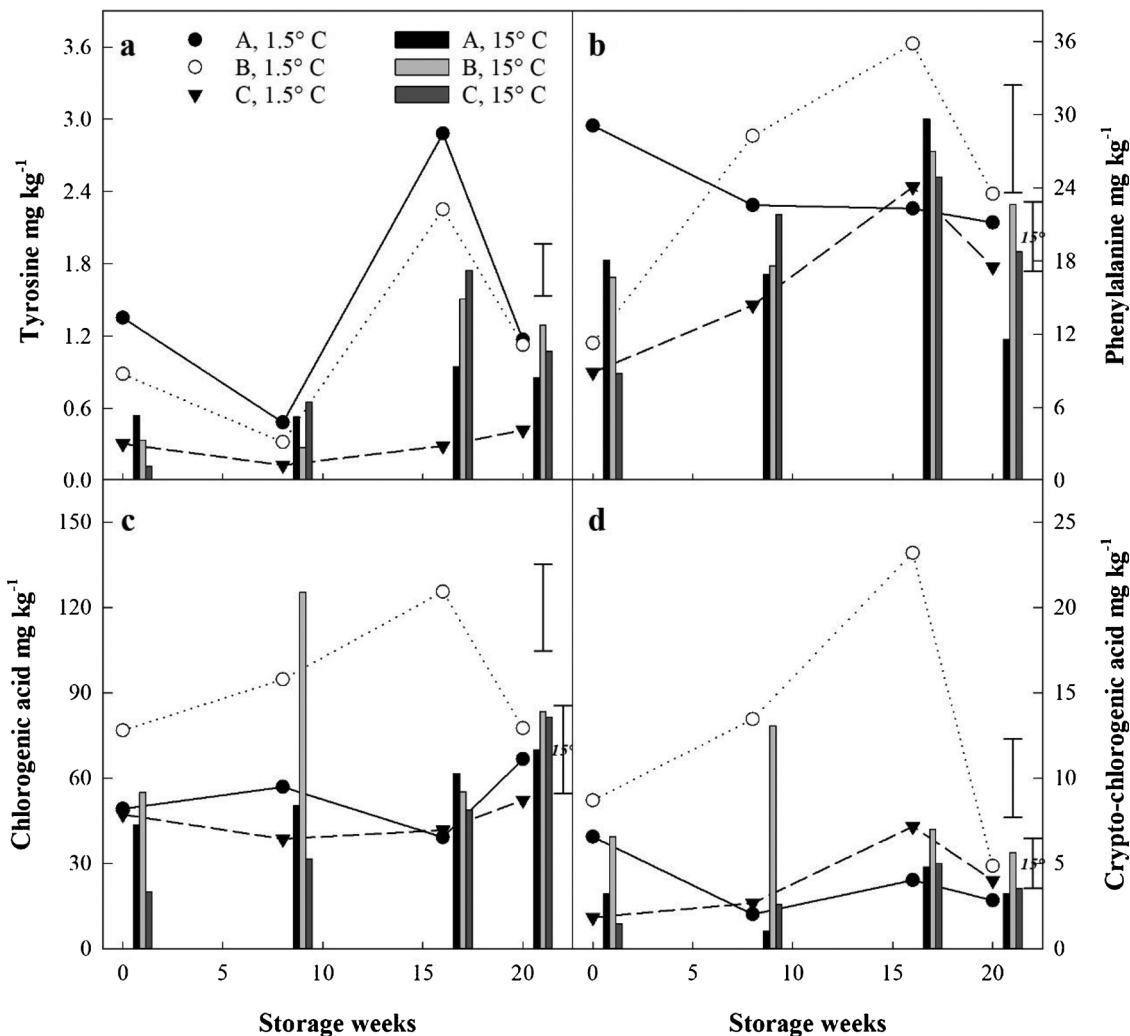 a
A, 1.5° C
B, 1.5° C
C, 1.5° C
A, 15° C
B, 15° C
C, 15° C
3.6
3.0
2.4
1.8
1.2
0.6
0.0
Tyrosine mg kg-1
b
36
30
24
18
12
6
0
Phenylalanine mg kg-1
15°
c
150
120
90
60
30
0
Chlorogenic acid mg kg-1
15°
0 5 10 15 20
Storage weeks
d
25
20
15
10
5
0
Crypto-chlorogenic acid mg kg-1
15°
0 5 10 15 20
Storage weeks